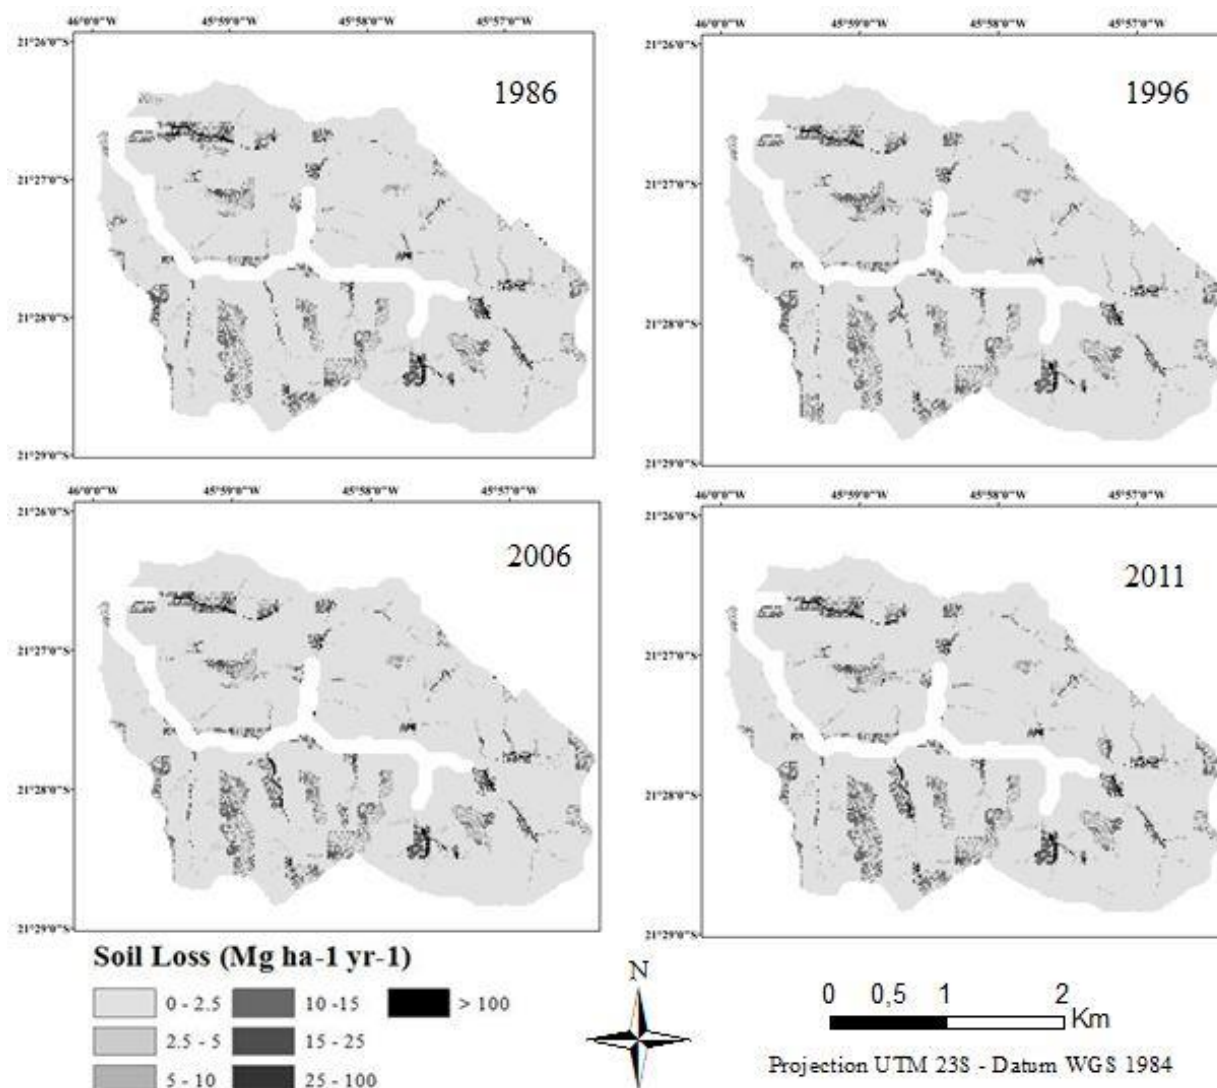 46°0'0"W 45°59'0"W 45°58'0"W 45°57'0"W
46°0'0"W 45°59'0"W 45°58'0"W 45°57'0"W
21°26'0"S
21°26'0"S
1986
1996
21°27'0"S
21°27'0"S
21°28'0"S
21°28'0"S
21°29'0"S
21°29'0"S
46°0'0"W 45°59'0"W 45°58'0"W 45°57'0"W
46°0'0"W 45°59'0"W 45°58'0"W 45°57'0"W
21°26'0"S
21°26'0"S
2006
2011
21°27'0"S
21°27'0"S
21°28'0"S
21°28'0"S
21°29'0"S
21°29'0"S
Soil Loss (Mg ha-1 yr-1)
0 - 2.5 10 -15 > 100
2.5 - 5 15 - 25
5 - 10 25 - 100
N
0 0,5 1 2
Km
Projection UTM 23S - Datum WGS 1984